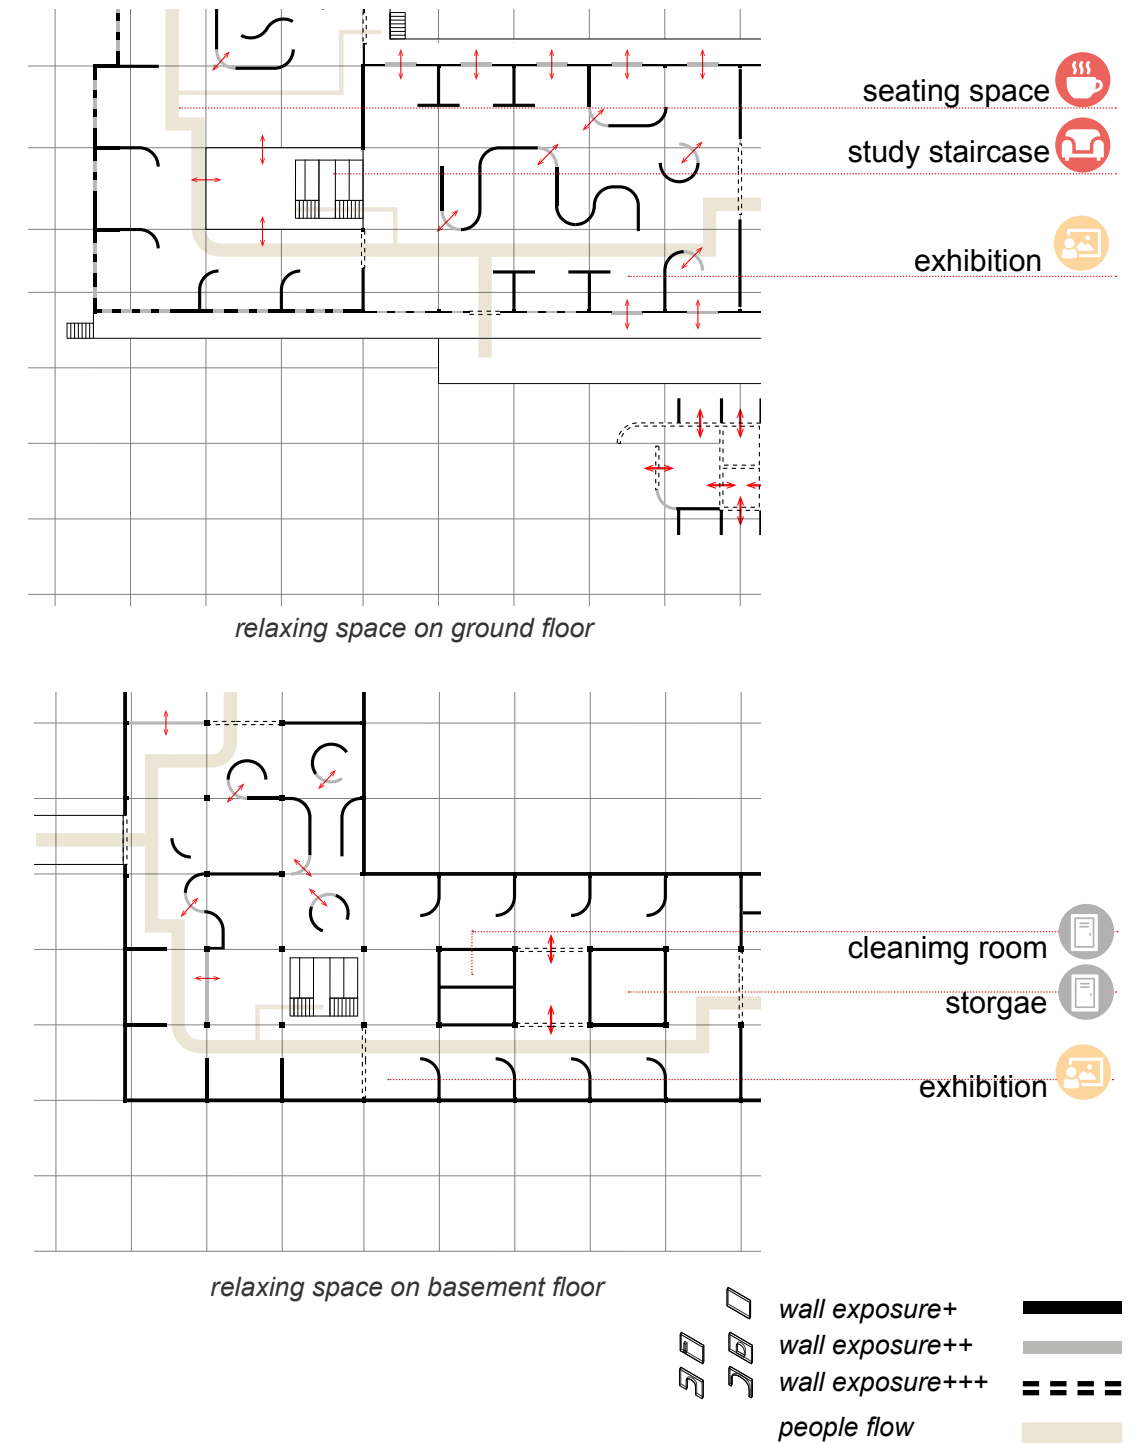 seating space
study staircase
exhibition
relaxing space on ground floor
cleanimg room
storgae
exhibition
relaxing space on basement floor
wall exposure+
wall exposure++
wall exposure+++
people flow